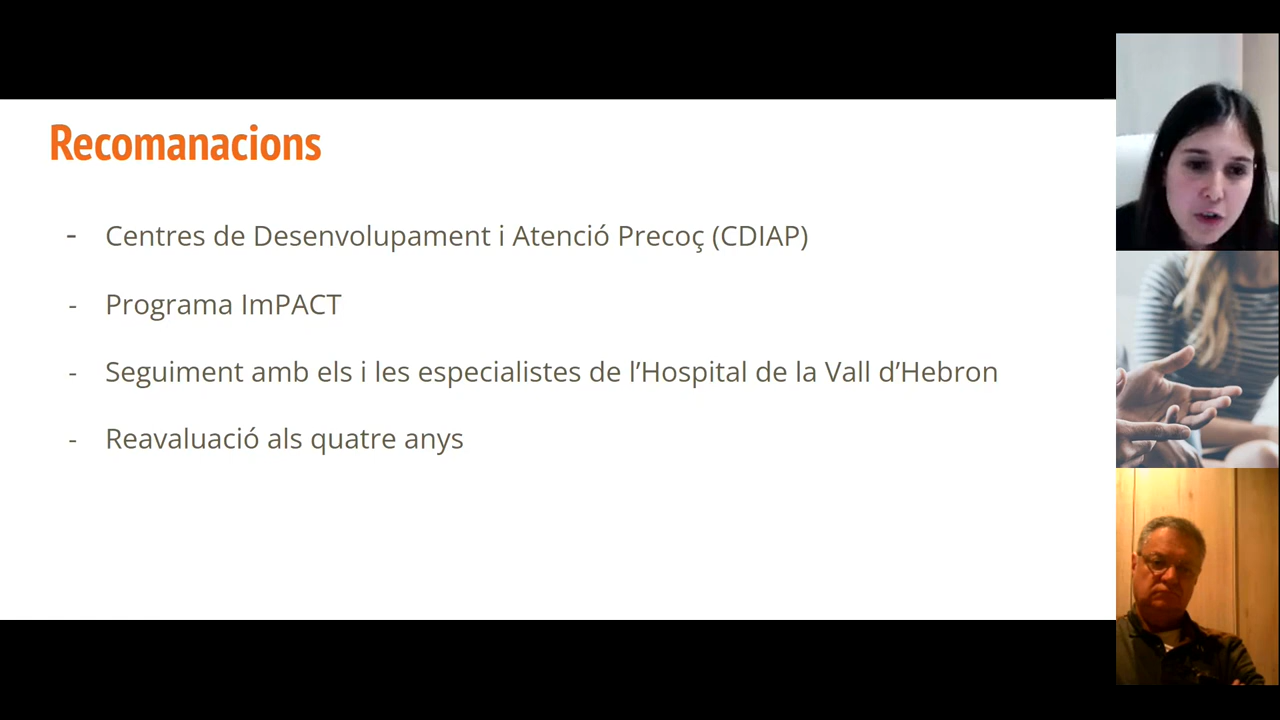 Recomanacions
- Centres de Desenvolupament i Atenció Precoç (CDIAP)
- Programa ImPACT
- Seguiment amb els i les especialistes de l’Hospital de la Vall d’Hebron
- Reavaluació als quatre anys